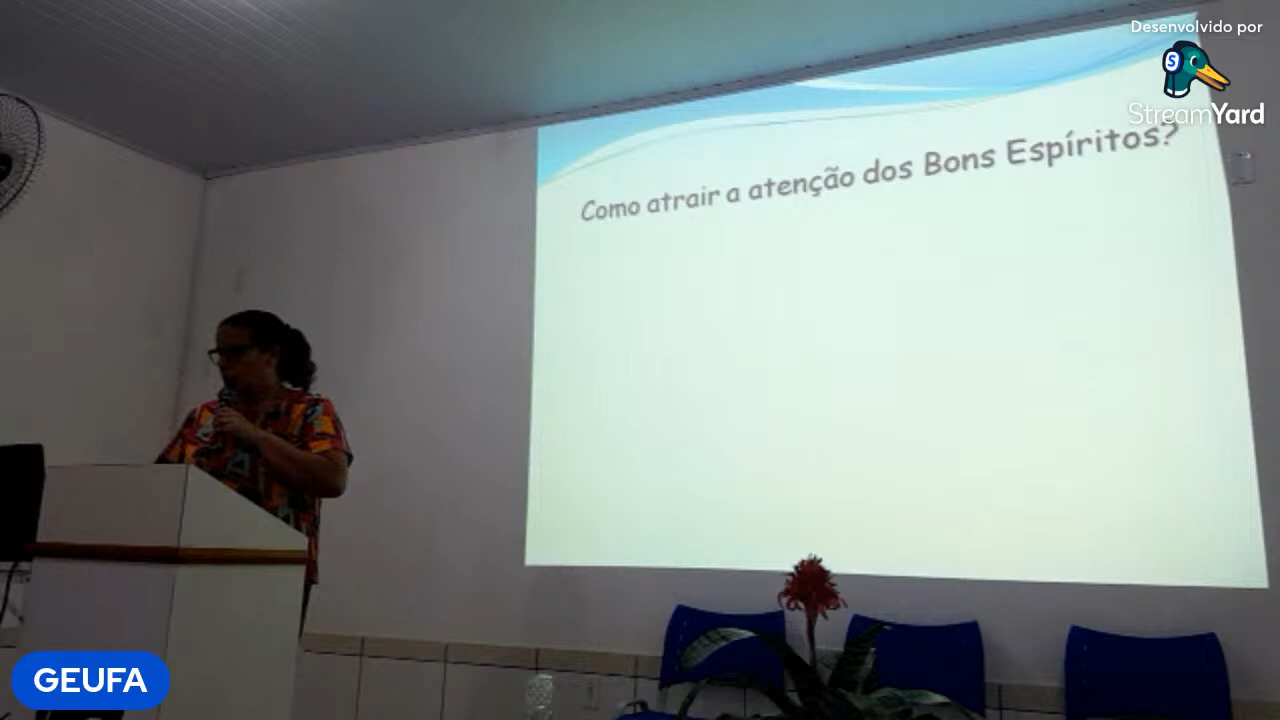 Desenvolvido por
S
StreamYard
Como atrair a atenção dos Bons Espíritos?
GEUFA